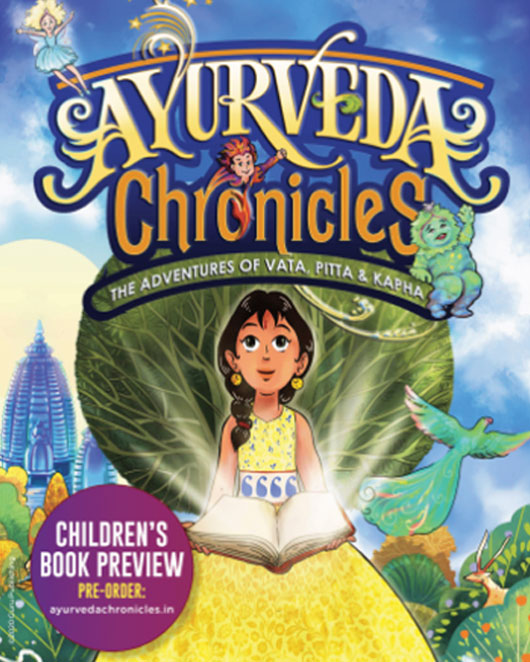 AYURVEDA
ChronicleS
THE ADVENTURES OF VATA, PITTA & KAPHA
CHILDREN'S
BOOK PREVIEW
PRE-ORDER:
ayurvedachronicles.in